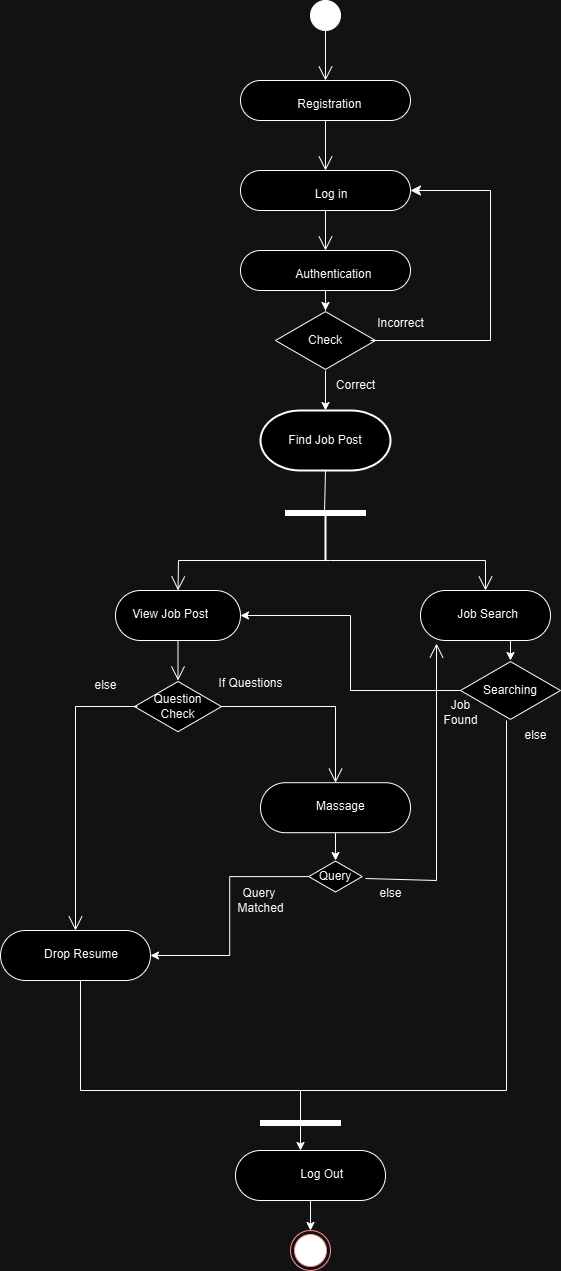 Registration
Log in
Authentication
Check
Incorrect
Correct
Find Job Post
View Job Post
Job Search
else
If Questions
Question
Check
Searching
Job
Found
else
Massage
Query
Query
Matched
else
Drop Resume
Log Out